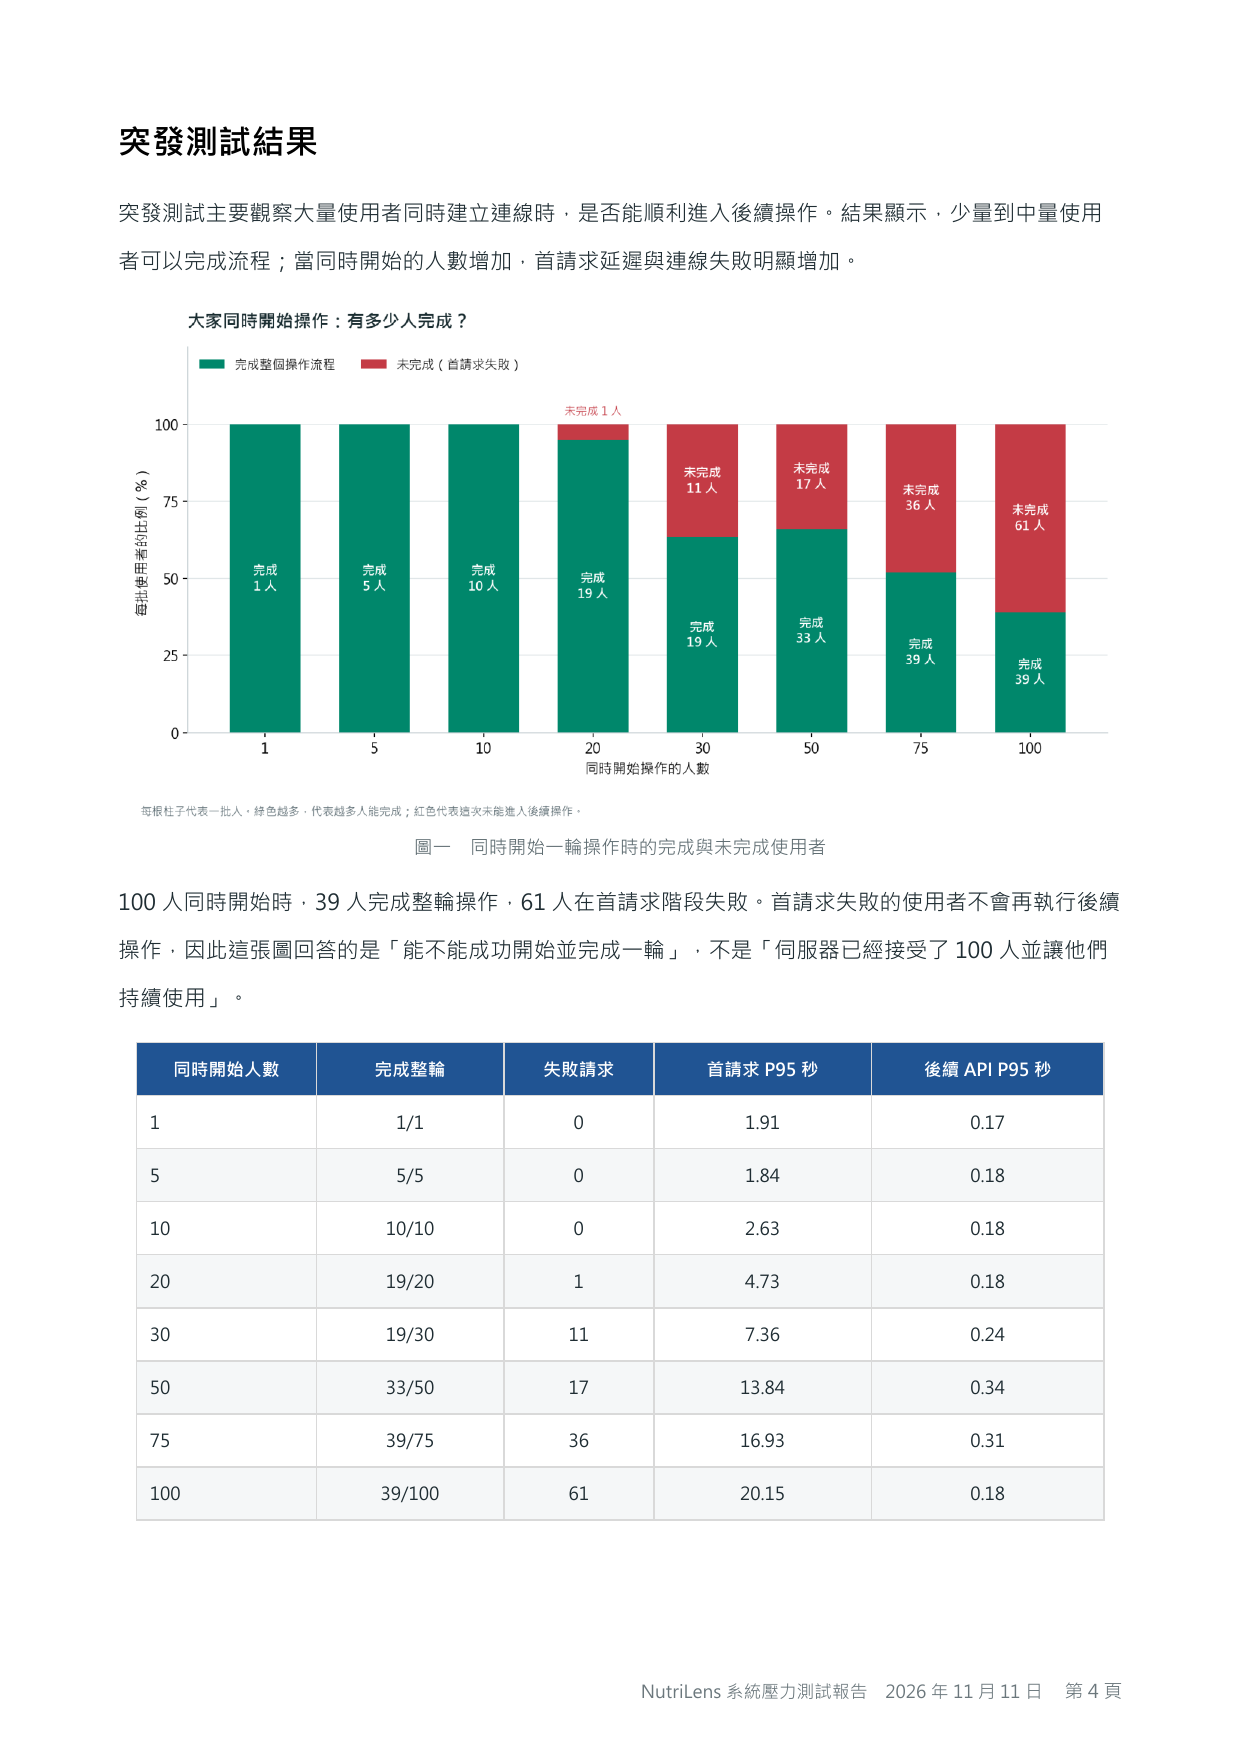 突發測試結果
突發測試主要觀察大量使用者同時建立連線時，是否能順利進入後續操作。結果顯示，少量到中量使用
者可以完成流程；當同時開始的人數增加，首請求延遲與連線失敗明顯增加。
大家同時開始操作：有多少人完成？
完成整個操作流程 未完成（首請求失敗）
每批使用者的比例（%）
100
75
50
25
0
完成
1 人
完成
5 人
完成
10 人
未完成 1 人
完成
19 人
未完成
11 人
完成
19 人
未完成
17 人
完成
33 人
未完成
36 人
完成
39 人
未完成
61 人
完成
39 人
1 5 10 20 30 50 75 100
同時開始操作的人數
每根柱子代表一批人。綠色越多，代表越多人能完成；紅色代表這次未能進入後續操作。
圖一　同時開始一輪操作時的完成與未完成使用者
100 人同時開始時，39 人完成整輪操作，61 人在首請求階段失敗。首請求失敗的使用者不會再執行後續
操作，因此這張圖回答的是「能不能成功開始並完成一輪」，不是「伺服器已經接受了 100 人並讓他們
持續使用」。
同時開始人數 完成整輪 失敗請求 首請求 P95 秒 後續 API P95 秒
1 1/1 0 1.91 0.17
5 5/5 0 1.84 0.18
10 10/10 0 2.63 0.18
20 19/20 1 4.73 0.18
30 19/30 11 7.36 0.24
50 33/50 17 13.84 0.34
75 39/75 36 16.93 0.31
100 39/100 61 20.15 0.18
NutriLens 系統壓力測試報告　2026 年 11 月 11 日　第 4 頁